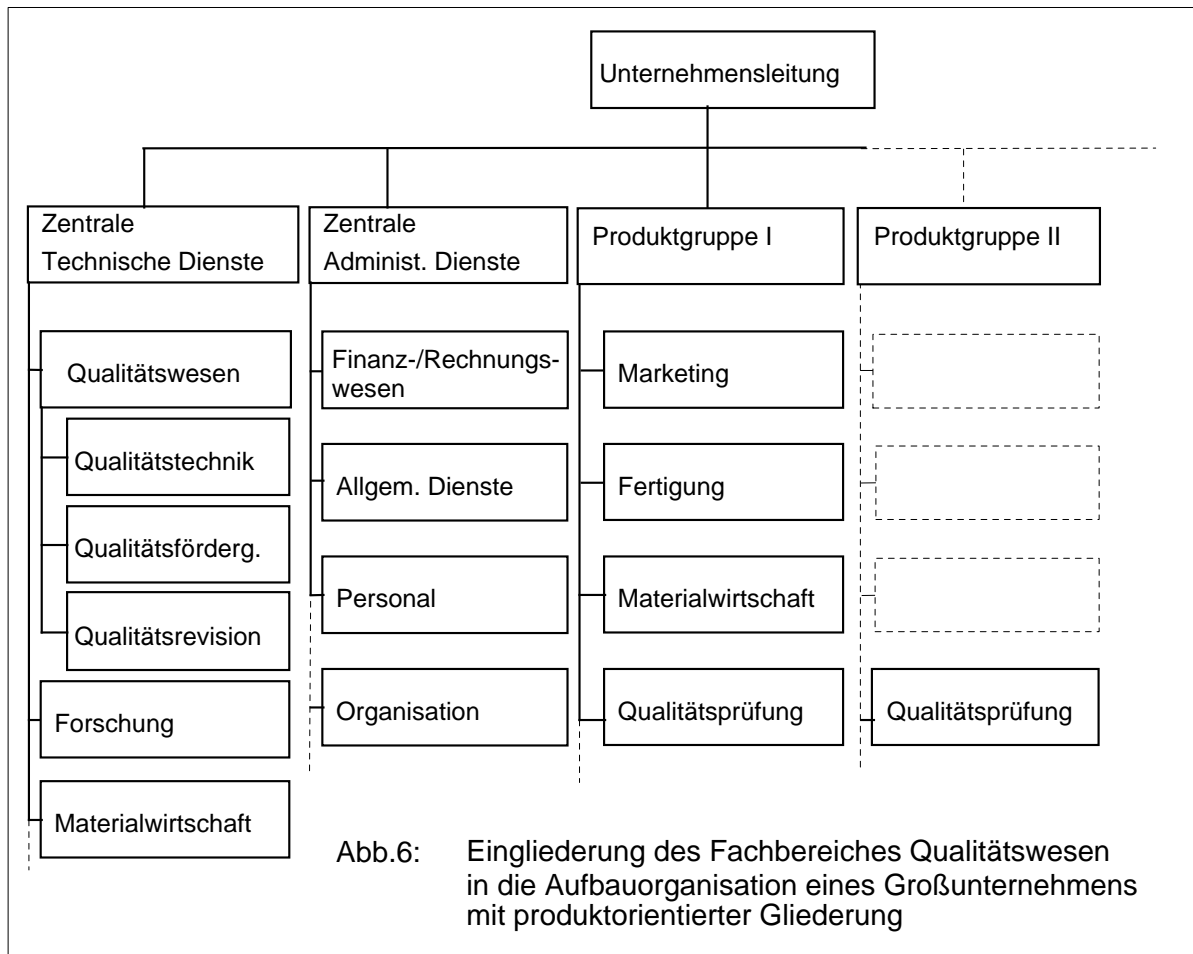 Unternehmensleitung
Zentrale
Technische Dienste
Zentrale
Administ. Dienste
Produktgruppe I
Produktgruppe II
Qualitätswesen
Qualitätstechnik
Qualitätsförderg.
Qualitätsrevision
Forschung
Materialwirtschaft
Finanz-/Rechnungs-
wesen
Allgem. Dienste
Personal
Organisation
Marketing
Fertigung
Materialwirtschaft
Qualitätsprüfung
Qualitätsprüfung
Abb.6: Eingliederung des Fachbereiches Qualitätswesen
in die Aufbauorganisation eines Großunternehmens
mit produktorientierter Gliederung